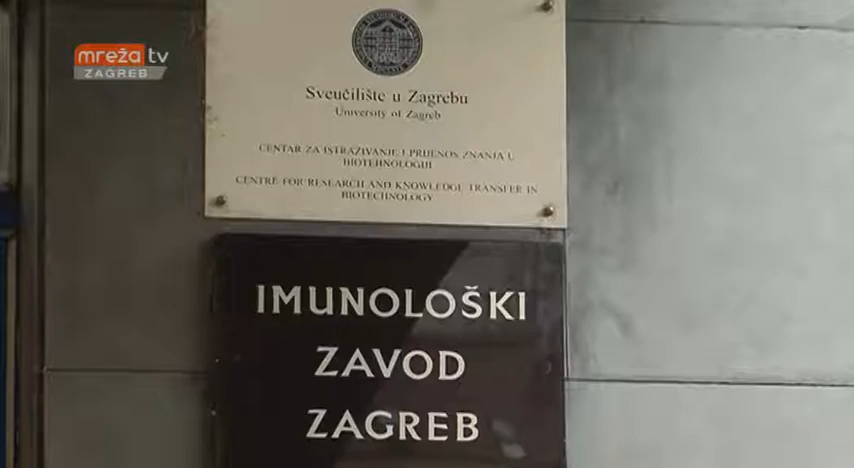 mreža tv
ZAGREB
Sveučilište u Zagrebu
University of Zagreb
CENTAR ZA ISTRAŽIVANJE I PRIJENOS ZNANJA U
BIOTEHNOLOGIJI
CENTRE FOR RESEARCH AND KNOWLEDGE TRANSFER IN
BIOTECHNOLOGY
IMUNOLOŠKI
ZAVOD
ZAGREB